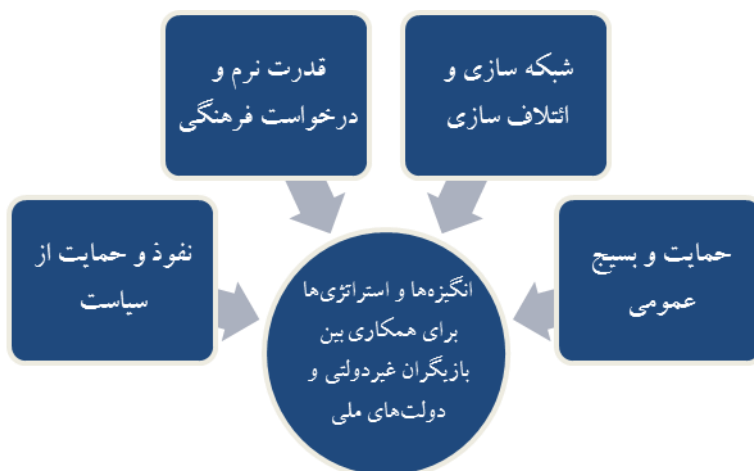 شبکه سازی و
ائتلاف سازی
قدرت نرم و
درخواست فرهنگی
حمایت و بسیج
عمومی
نفوذ و حمایت از
سیاست
انگیزه‌ها و استراتژی‌ها
برای همکاری بین
بازیگران غیردولتی و
دولت‌های ملی